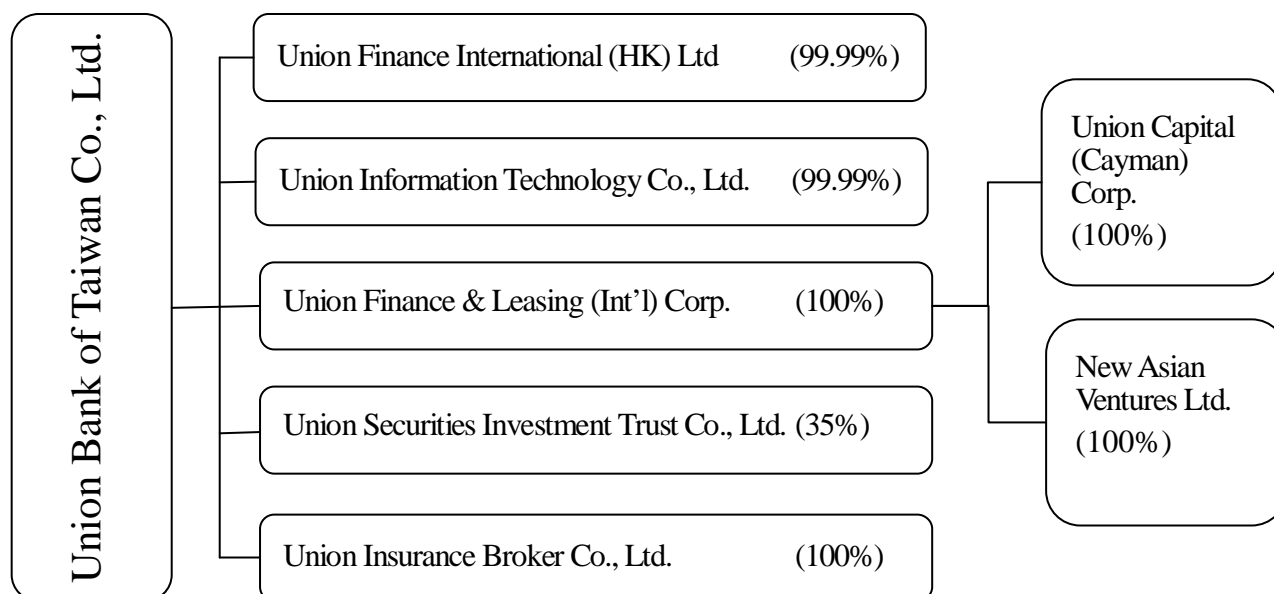 Union Bank of Taiwan Co., Ltd.
Union Finance International (HK) Ltd (99.99%)
Union Information Technology Co., Ltd. (99.99%)
Union Finance & Leasing (Int’l) Corp. (100%)
Union Securities Investment Trust Co., Ltd. (35%)
Union Insurance Broker Co., Ltd. (100%)
Union Capital
(Cayman)
Corp.
(100%)
New Asian
Ventures Ltd.
(100%)